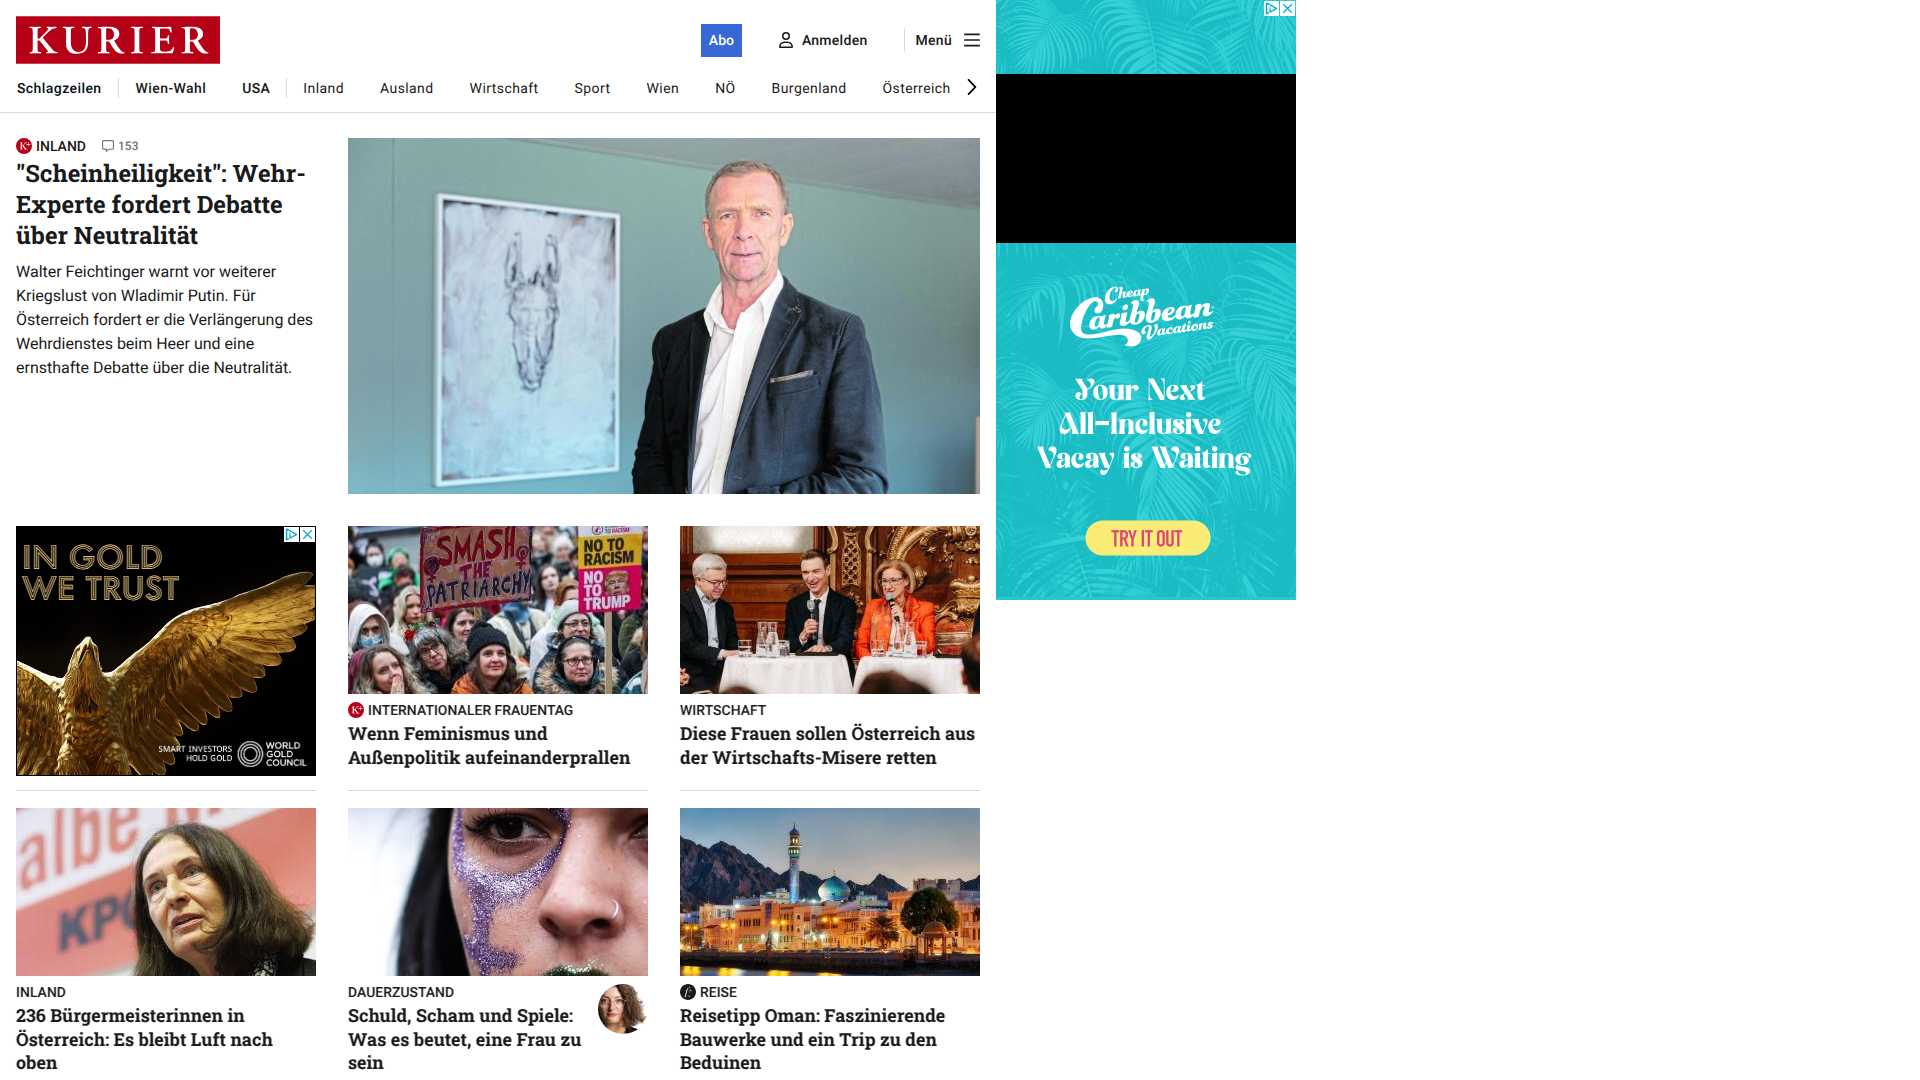 KURIER
Abo
Anmelden
Menü
Schlagzeilen
Wien-Wahl
USA
Inland
Ausland
Wirtschaft
Sport
Wien
NÖ
Burgenland
Österreich
K+ INLAND 153
"Scheinheiligkeit": Wehr-
Experte fordert Debatte
über Neutralität
Walter Feichtinger warnt vor weiterer
Kriegslust von Wladimir Putin. Für
Österreich fordert er die Verlängerung des
Wehrdienstes beim Heer und eine
ernsthafte Debatte über die Neutralität.
Cheap
Caribbean
Vacations
Your Next
All-Inclusive
Vacay is Waiting
TRY IT OUT
IN GOLD
WE TRUST
SMART INVESTORS
HOLD GOLD
WORLD
GOLD
COUNCIL
SMASH
THE
PATRIARCHY
TO RACISM
NO TO
RACISM
NO
TO
TRUMP
K+ INTERNATIONALER FRAUENTAG
Wenn Feminismus und
Außenpolitik aufeinanderprallen
WIRTSCHAFT
Diese Frauen sollen Österreich aus
der Wirtschafts-Misere retten
albe
KPÖ
INLAND
236 Bürgermeisterinnen in
Österreich: Es bleibt Luft nach
oben
DAUERZUSTAND
Schuld, Scham und Spiele:
Was es beutet, eine Frau zu
sein
f REISE
Reisetipp Oman: Faszinierende
Bauwerke und ein Trip zu den
Beduinen